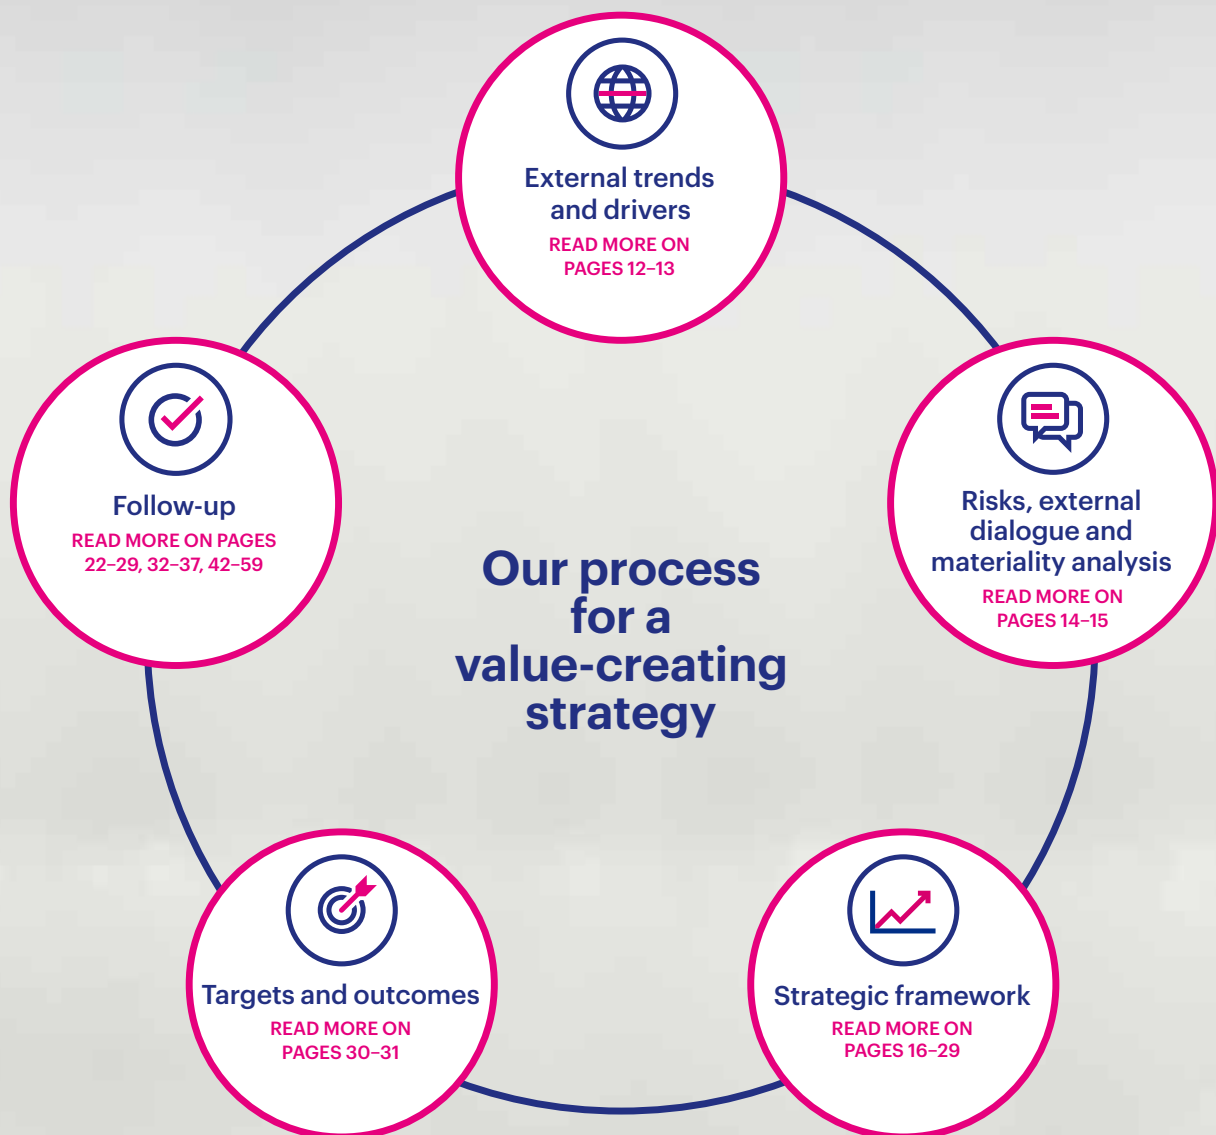 External trends
and drivers
READ MORE ON
PAGES 12–13
Risks, external
dialogue and
materiality analysis
READ MORE ON
PAGES 14–15
Follow-up
READ MORE ON PAGES
22–29, 32–37, 42–59
Our process
for a
value-creating
strategy
Strategic framework
READ MORE ON
PAGES 16–29
Targets and outcomes
READ MORE ON
PAGES 30–31